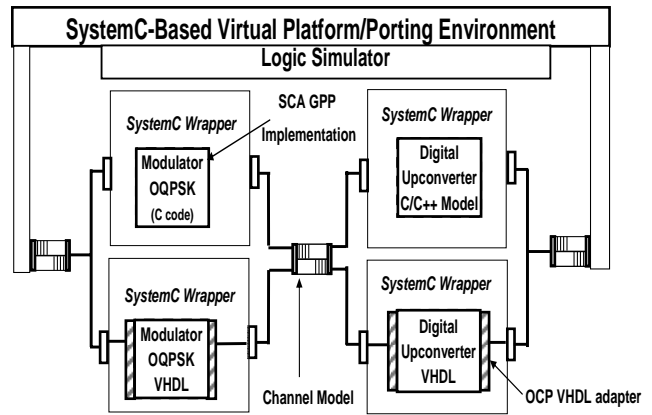 SystemC-Based Virtual Platform/Porting Environment
Logic Simulator
SCA GPP
Implementation
SystemC Wrapper
Modulator
OQPSK
(C code)
SystemC Wrapper
Digital
Upconverter
C/C++ Model
SystemC Wrapper
Modulator
OQPSK
VHDL
SystemC Wrapper
Digital
Upconverter
VHDL
Channel Model
OCP VHDL adapter